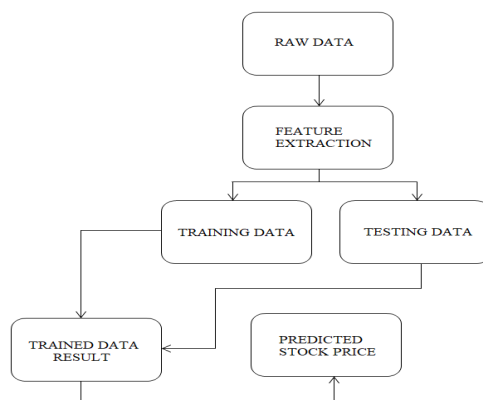 RAW DATA
FEATURE
EXTRACTION
TRAINING DATA
TESTING DATA
TRAINED DATA
RESULT
PREDICTED
STOCK PRICE